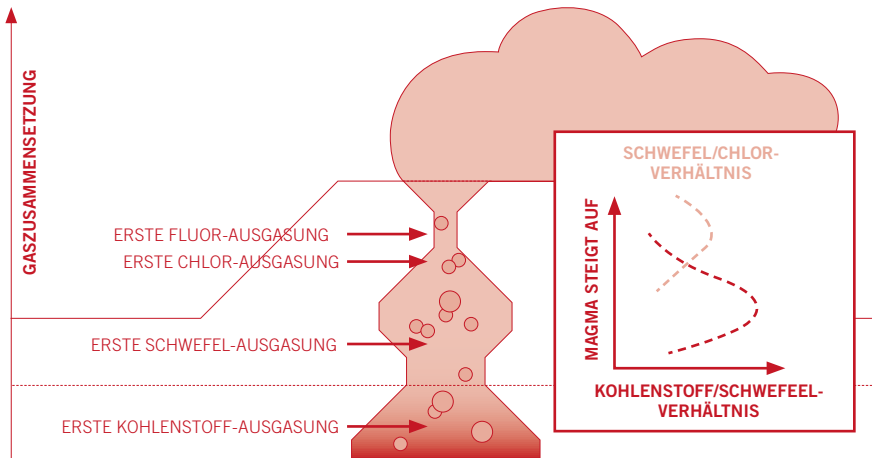 GASZUSAMMENSETZUNG
ERSTE FLUOR-AUSGASUNG
ERSTE CHLOR-AUSGASUNG
ERSTE SCHWEFEL-AUSGASUNG
ERSTE KOHLENSTOFF-AUSGASUNG
SCHWEFEL/CHLOR-
VERHÄLTNIS
MAGMA STEIGT AUF
KOHLENSTOFF/SCHWEFEEL-
VERHÄLTNIS